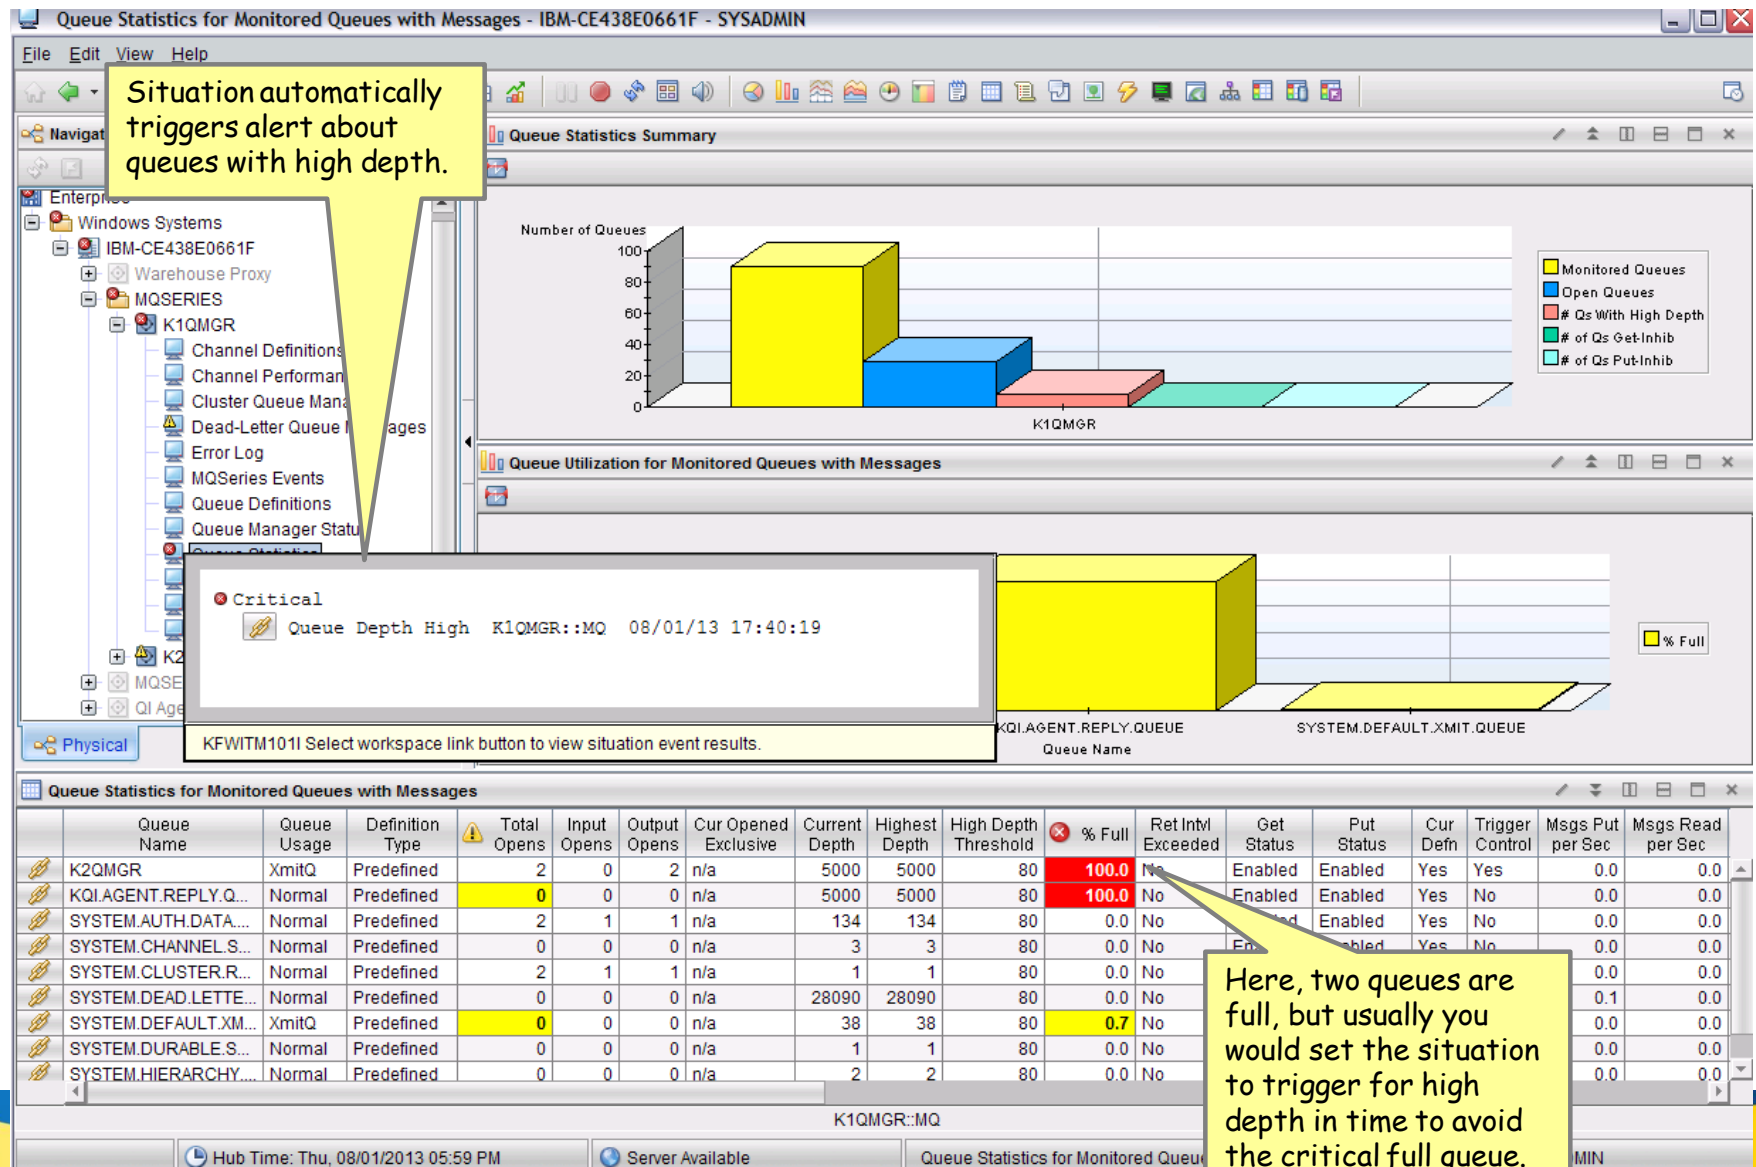 Queue Statistics for Monitored Queues with Messages - IBM-CE438E0661F - SYSADMIN
File Edit View Help
Situation automatically
triggers alert about
queues with high depth.
Navigat
Enterprise
Windows Systems
IBM-CE438E0661F
Warehouse Proxy
MQSERIES
K1QMGR
Channel Definitions
Channel Performan
Cluster Queue Mana
Dead-Letter Queue Messages
Error Log
MQSeries Events
Queue Definitions
Queue Manager Status
Queue Statistics
K2
MQSE
QI Age
Physical
Critical
Queue Depth High K1QMGR::MQ 08/01/13 17:40:19
KFWITM101I Select workspace link button to view situation event results.
Queue Statistics Summary
Number of Queues
100
80
60
40
20
0
K1QMGR
Monitored Queues
Open Queues
# Qs With High Depth
# of Qs Get-Inhib
# of Qs Put-Inhib
Queue Utilization for Monitored Queues with Messages
KQI.AGENT.REPLY.QUEUE SYSTEM.DEFAULT.XMIT.QUEUE
Queue Name
% Full
Queue Statistics for Monitored Queues with Messages
Queue Name Queue Usage Definition Type Total Opens Input Opens Output Opens Cur Opened Exclusive Current Depth Highest Depth High Depth Threshold % Full Ret Intvl Exceeded Get Status Put Status Cur Defn Trigger Control Msgs Put per Sec Msgs Read per Sec
K2QMGR XmitQ Predefined 2 0 2 n/a 5000 5000 80 100.0 No Enabled Enabled Yes Yes 0.0 0.0
KQI.AGENT.REPLY.Q... Normal Predefined 0 0 0 n/a 5000 5000 80 100.0 No Enabled Enabled Yes No 0.0 0.0
SYSTEM.AUTH.DATA.... Normal Predefined 2 1 1 n/a 134 134 80 0.0 No Enabled Enabled Yes No 0.0 0.0
SYSTEM.CHANNEL.S... Normal Predefined 0 0 0 n/a 3 3 80 0.0 No Enabled Enabled Yes No 0.0 0.0
SYSTEM.CLUSTER.R... Normal Predefined 2 1 1 n/a 1 1 80 0.0 No 0.0 0.0
SYSTEM.DEAD.LETTE... Normal Predefined 0 0 0 n/a 28090 28090 80 0.0 No 0.1 0.0
SYSTEM.DEFAULT.XM... XmitQ Predefined 0 0 0 n/a 38 38 80 0.7 No 0.0 0.0
SYSTEM.DURABLE.S... Normal Predefined 0 0 0 n/a 1 1 80 0.0 No 0.0 0.0
SYSTEM.HIERARCHY.... Normal Predefined 0 0 0 n/a 2 2 80 0.0 No 0.0 0.0
Here, two queues are
full, but usually you
would set the situation
to trigger for high
depth in time to avoid
the critical full queue.
K1QMGR::MQ
Hub Time: Thu, 08/01/2013 05:59 PM Server Available Queue Statistics for Monitored Queue MIN